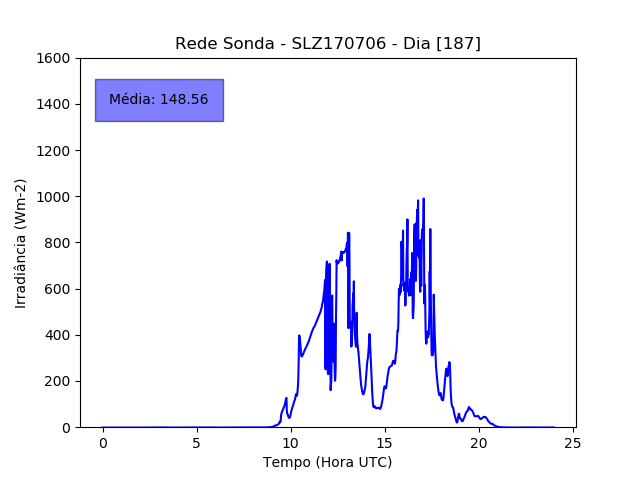 Rede Sonda - SLZ170706 - Dia [187]
1600
1400
1200
1000
800
600
400
200
0
Irradiância (Wm-2)
Média: 148.56
0 5 10 15 20 25
Tempo (Hora UTC)